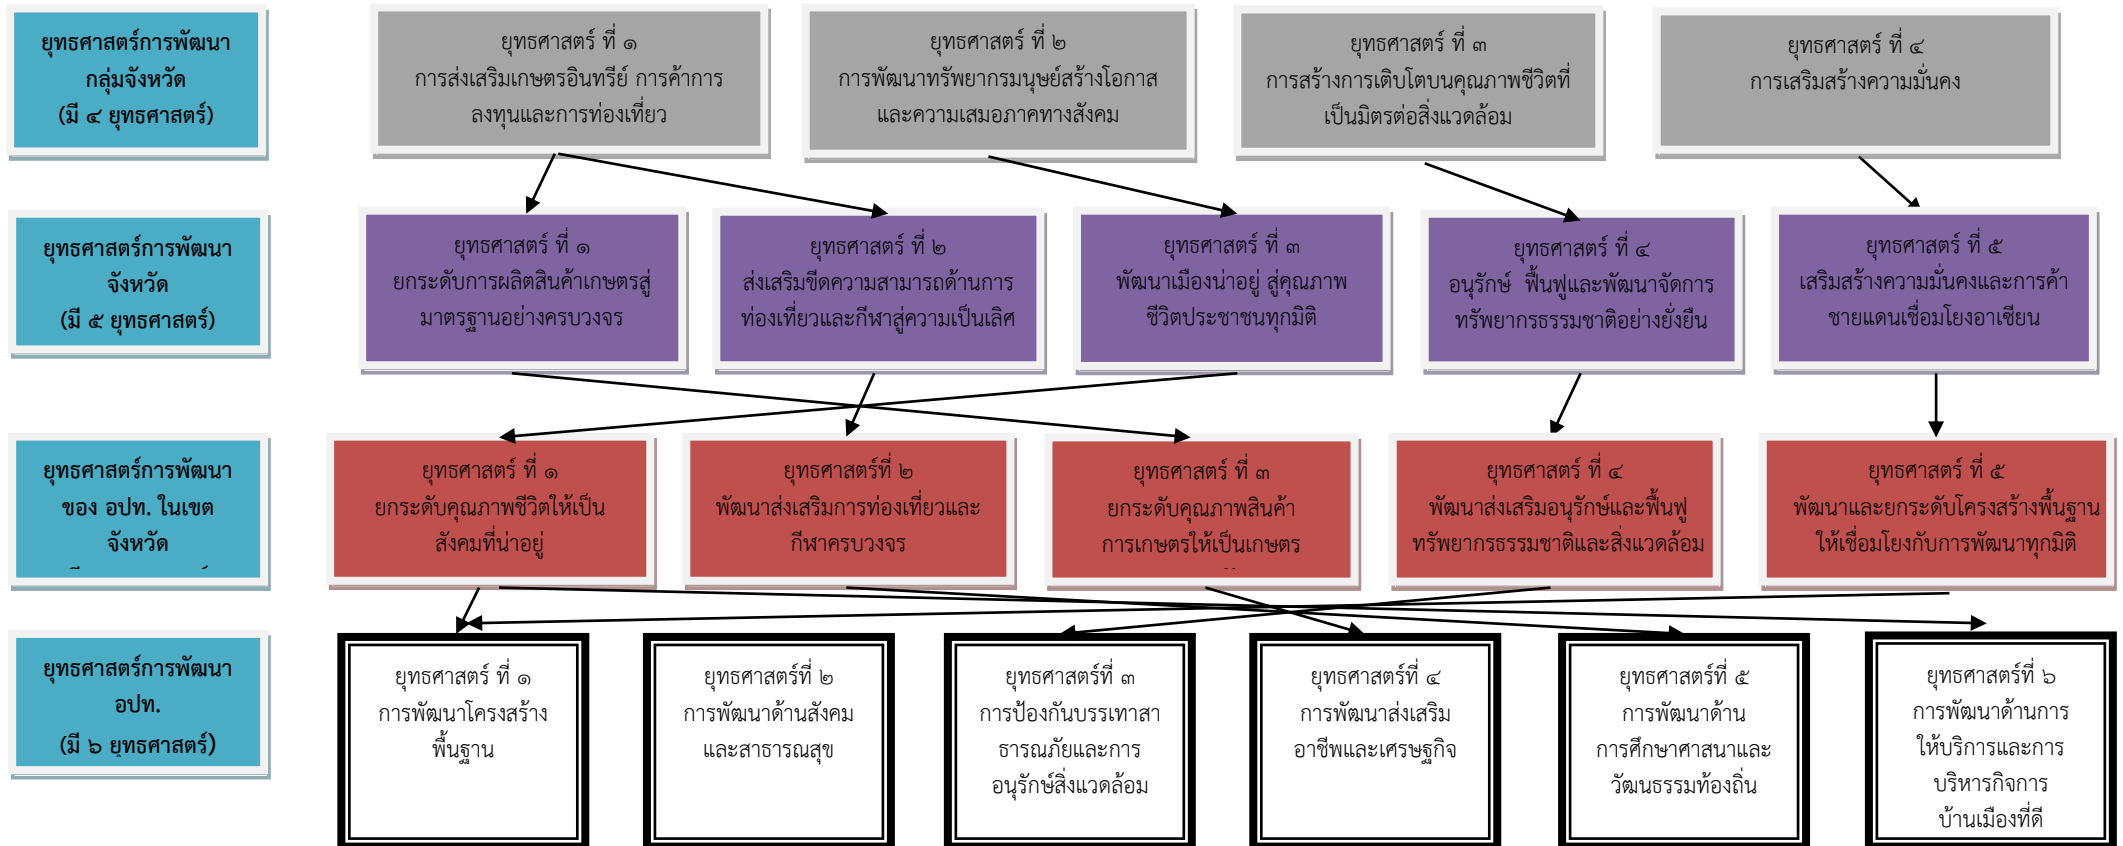 ยุทธศาสตร์การพัฒนา
กลุ่มจังหวัด
(มี ๔ ยุทธศาสตร์)
ยุทธศาสตร์ ที่ ๑
การส่งเสริมเกษตรอินทรีย์ การค้าการ
ลงทุนและการท่องเที่ยว
ยุทธศาสตร์ ที่ ๒
การพัฒนาทรัพยากรมนุษย์สร้างโอกาส
และความเสมอภาคทางสังคม
ยุทธศาสตร์ ที่ ๓
การสร้างการเติบโตบนคุณภาพชีวิตที่
เป็นมิตรต่อสิ่งแวดล้อม
ยุทธศาสตร์ ที่ ๔
การเสริมสร้างความมั่นคง
ยุทธศาสตร์การพัฒนา
จังหวัด
(มี ๕ ยุทธศาสตร์)
ยุทธศาสตร์ ที่ ๑
ยกระดับการผลิตสินค้าเกษตรสู่
มาตรฐานอย่างครบวงจร
ยุทธศาสตร์ ที่ ๒
ส่งเสริมขีดความสามารถด้านการ
ท่องเที่ยวและกีฬาสู่ความเป็นเลิศ
ยุทธศาสตร์ ที่ ๓
พัฒนาเมืองน่าอยู่ สู่คุณภาพ
ชีวิตประชาชนทุกมิติ
ยุทธศาสตร์ ที่ ๔
อนุรักษ์  ฟื้นฟูและพัฒนาจัดการ
ทรัพยากรธรรมชาติอย่างยั่งยืน
ยุทธศาสตร์ ที่ ๕
เสริมสร้างความมั่นคงและการค้า
ชายแดนเชื่อมโยงอาเซียน
ยุทธศาสตร์การพัฒนา
ของ อปท. ในเขต
จังหวัด
ยุทธศาสตร์ ที่ ๑
ยกระดับคุณภาพชีวิตให้เป็น
สังคมที่น่าอยู่
ยุทธศาสตร์ที่ ๒
พัฒนาส่งเสริมการท่องเที่ยวและ
กีฬาครบวงจร
ยุทธศาสตร์ ที่ ๓
ยกระดับคุณภาพสินค้า
การเกษตรให้เป็นเกษตร
ยุทธศาสตร์ ที่ ๔
พัฒนาส่งเสริมอนุรักษ์และฟื้นฟู
ทรัพยากรธรรมชาติและสิ่งแวดล้อม
ยุทธศาสตร์ ที่ ๕
พัฒนาและยกระดับโครงสร้างพื้นฐาน
ให้เชื่อมโยงกับการพัฒนาทุกมิติ
ยุทธศาสตร์การพัฒนา
อปท.
(มี ๖ ยุทธศาสตร์)
ยุทธศาสตร์ ที่ ๑
การพัฒนาโครงสร้าง
พื้นฐาน
ยุทธศาสตร์ที่ ๒
การพัฒนาด้านสังคม
และสาธารณสุข
ยุทธศาสตร์ที่ ๓
การป้องกันบรรเทาสา
ธารณภัยและการ
อนุรักษ์สิ่งแวดล้อม
ยุทธศาสตร์ที่ ๔
การพัฒนาส่งเสริม
อาชีพและเศรษฐกิจ
ยุทธศาสตร์ที่ ๕
การพัฒนาด้าน
การศึกษาศาสนาและ
วัฒนธรรมท้องถิ่น
ยุทธศาสตร์ที่ ๖
การพัฒนาด้านการ
ให้บริการและการ
บริหารกิจการ
บ้านเมืองที่ดี